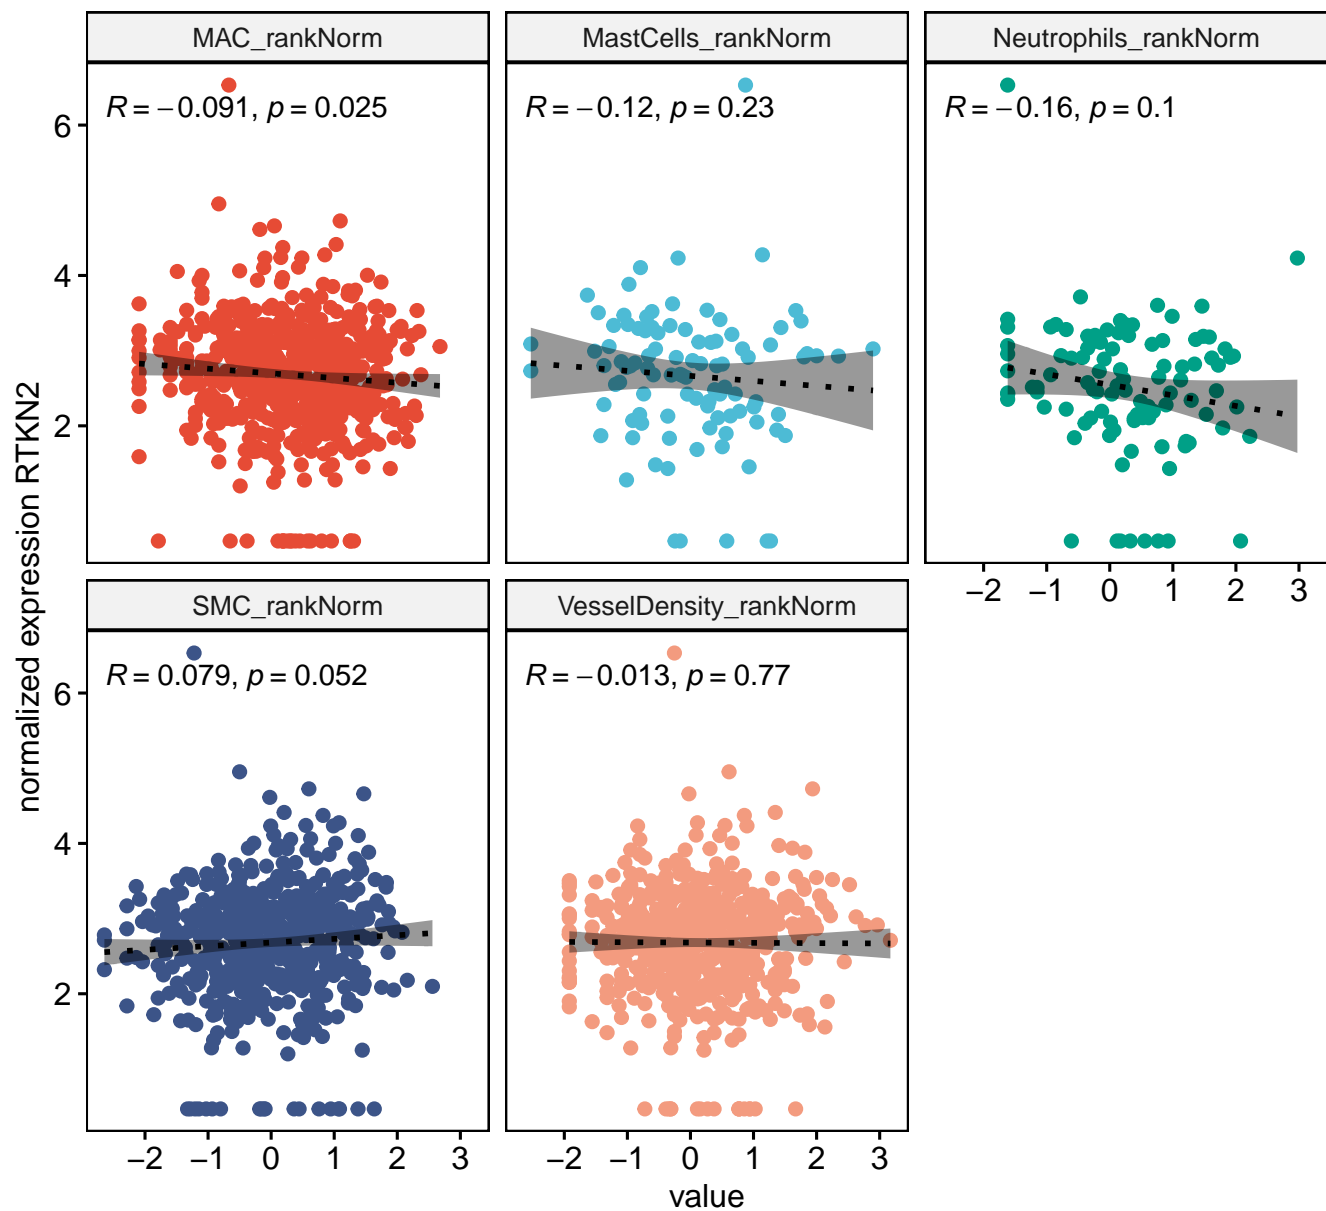 MAC_rankNorm
MastCells_rankNorm
Neutrophils_rankNorm
R = −0.091, p = 0.025
R = −0.12, p = 0.23
R = −0.16, p = 0.1
6
4
2
−2 −1 0 1 2 3
SMC_rankNorm
VesselDensity_rankNorm
R = 0.079, p = 0.052
R = −0.013, p = 0.77
6
4
2
−2 −1 0 1 2 3
−2 −1 0 1 2 3
value
normalized expression RTKN2